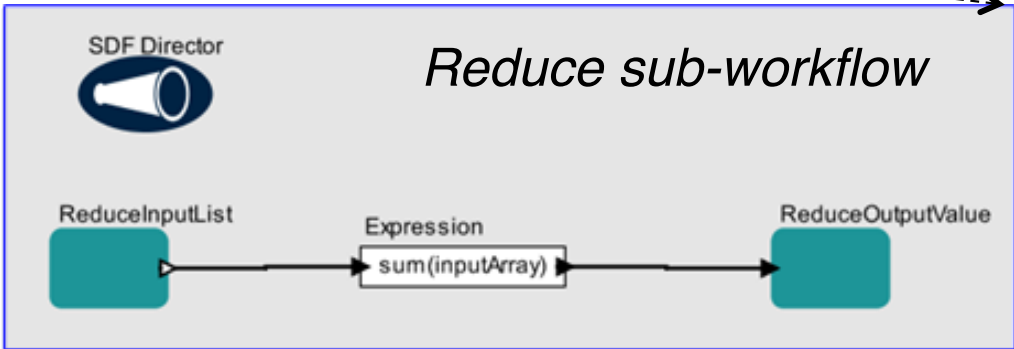 SDF Director
Reduce sub-workflow
ReduceInputList
Expression
sum(inputArray)
ReduceOutputValue